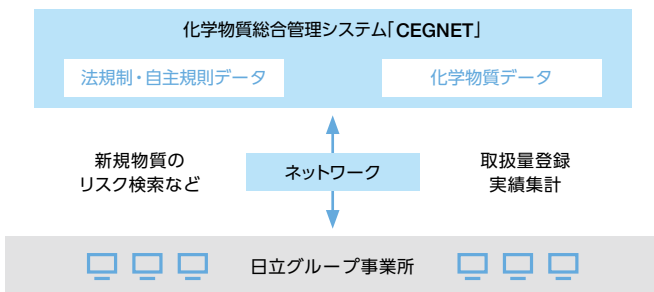 化学物質総合管理システム「CEGNET」
法規制・自主規則データ
化学物質データ
新規物質の
リスク検索など
ネットワーク
取扱量登録
実績集計
日立グループ事業所